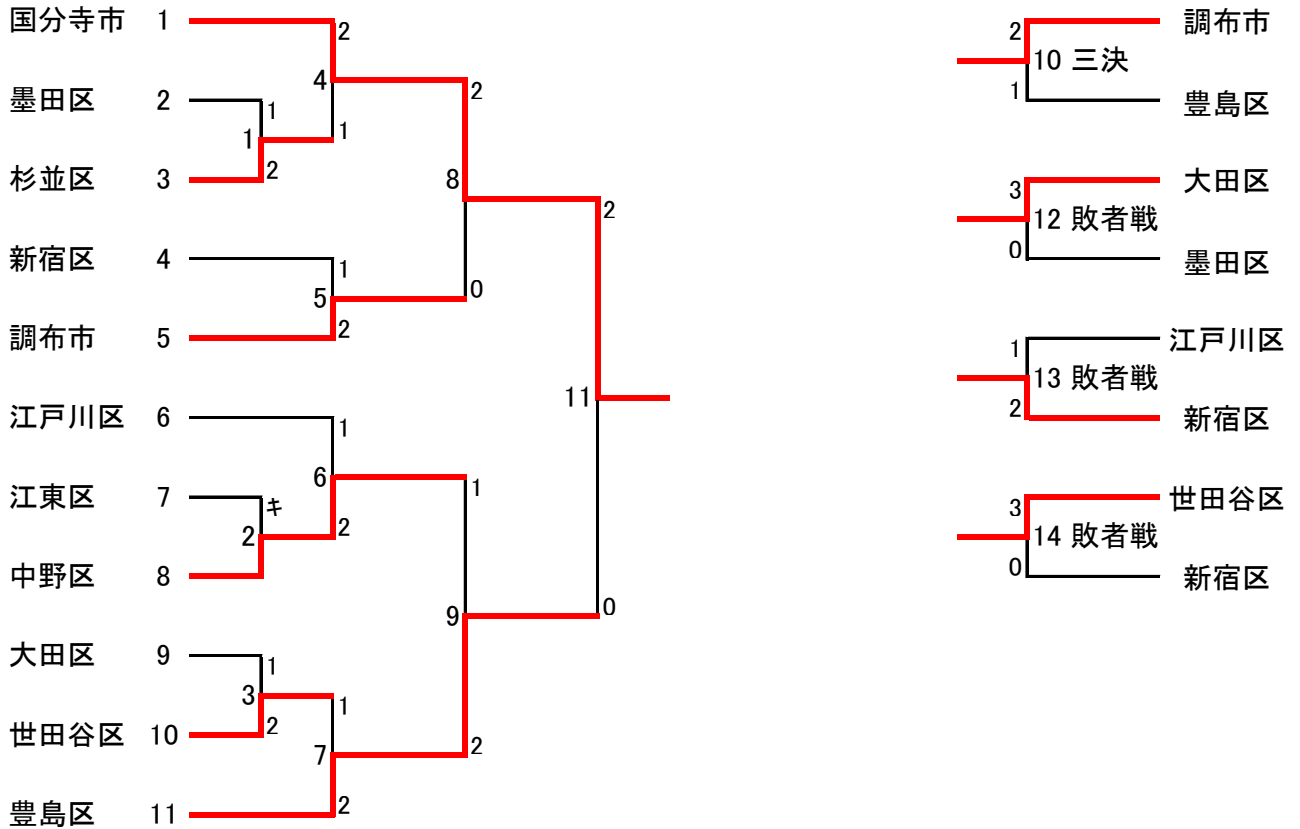 国分寺市 1
2
4
墨田区 2
1
2
1
1
杉並区 3
2
8
新宿区 4
1
2
5
0
調布市 5
2
11
江戸川区 6
1
6
1
江東区 7
キ
2
2
中野区 8
9
0
大田区 9
1
3
1
世田谷区 10
2
7
2
豊島区 11
2
調布市
2
10 三決
1
豊島区
大田区
3
12 敗者戦
0
墨田区
江戸川区
1
13 敗者戦
2
新宿区
世田谷区
3
14 敗者戦
0
新宿区